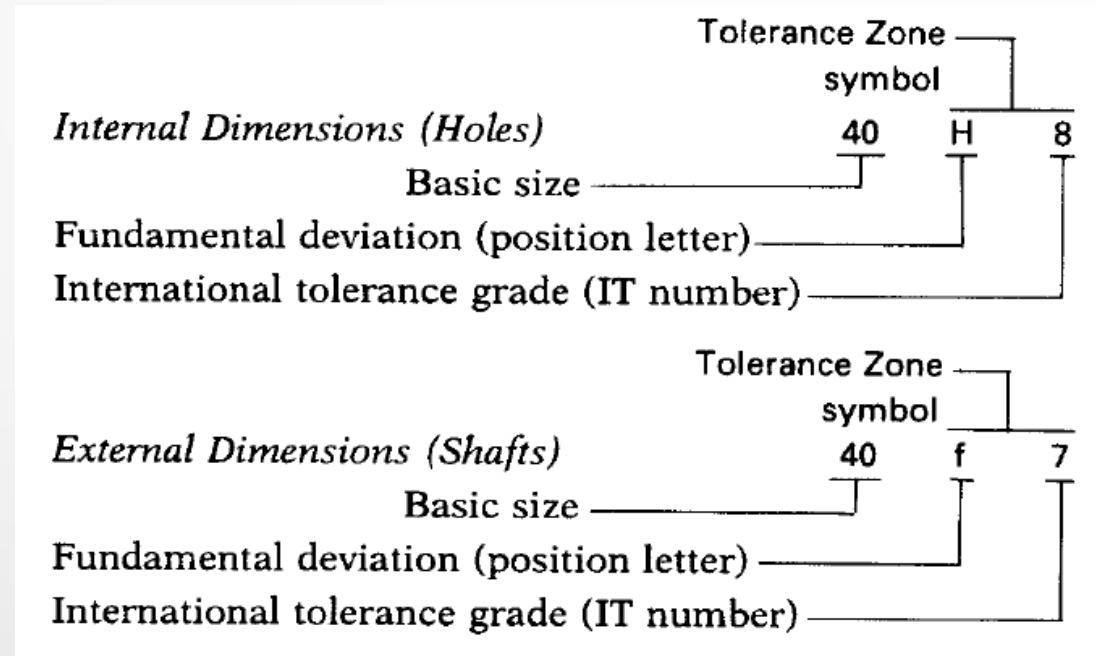 Tolerance Zone
symbol
Internal Dimensions (Holes) 40 H 8
Basic size
Fundamental deviation (position letter)
International tolerance grade (IT number)
Tolerance Zone
symbol
External Dimensions (Shafts) 40 f 7
Basic size
Fundamental deviation (position letter)
International tolerance grade (IT number)